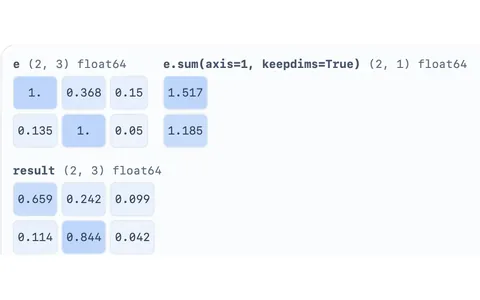 e (2, 3) float64 e.sum(axis=1, keepdims=True) (2, 1) float64
1. 0.368 0.15 1.517
0.135 1. 0.05 1.185
result (2, 3) float64
0.659 0.242 0.099
0.114 0.844 0.042